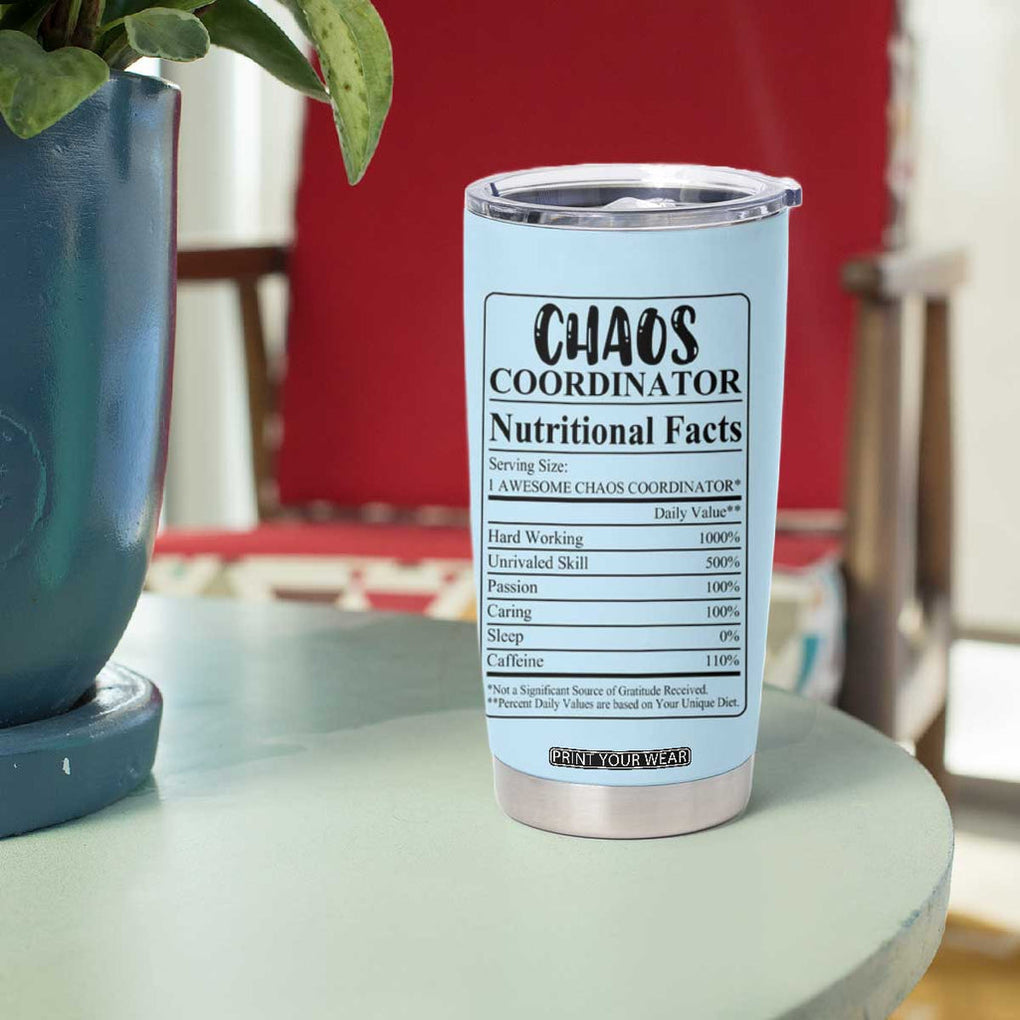 CHAOS
COORDINATOR
Nutritional Facts
Serving Size:
1 AWESOME CHAOS COORDINATOR*
Daily Value**
Hard Working 1000%
Unrivaled Skill 500%
Passion 100%
Caring 100%
Sleep 0%
Caffeine 110%
*Not a Significant Source of Gratitude Received.
**Percent Daily Values are based on Your Unique Diet.
PRINT YOUR WEAR